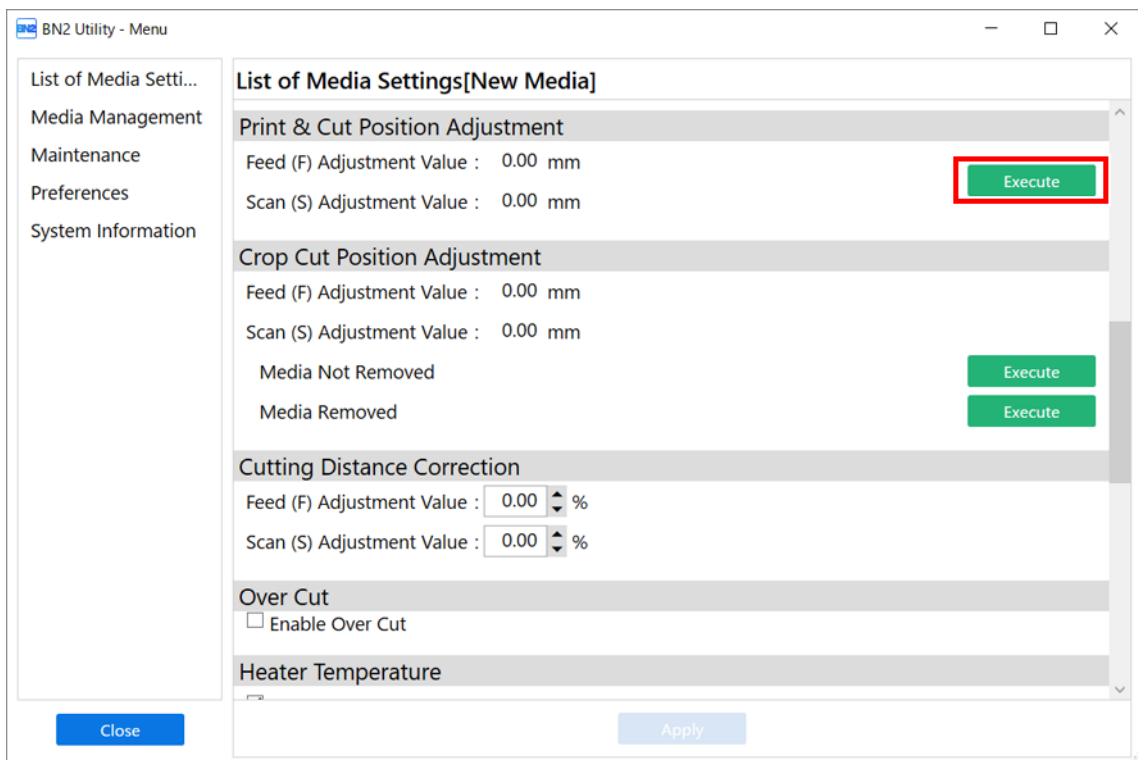 BN2 BN2 Utility - Menu
List of Media Setti...
Media Management
Maintenance
Preferences
System Information
Close
List of Media Settings[New Media]
Print & Cut Position Adjustment
Feed (F) Adjustment Value : 0.00 mm
Execute
Scan (S) Adjustment Value : 0.00 mm
Crop Cut Position Adjustment
Feed (F) Adjustment Value : 0.00 mm
Scan (S) Adjustment Value : 0.00 mm
Media Not Removed Execute
Media Removed Execute
Cutting Distance Correction
Feed (F) Adjustment Value : 0.00 %
Scan (S) Adjustment Value : 0.00 %
Over Cut
Enable Over Cut
Heater Temperature
Apply